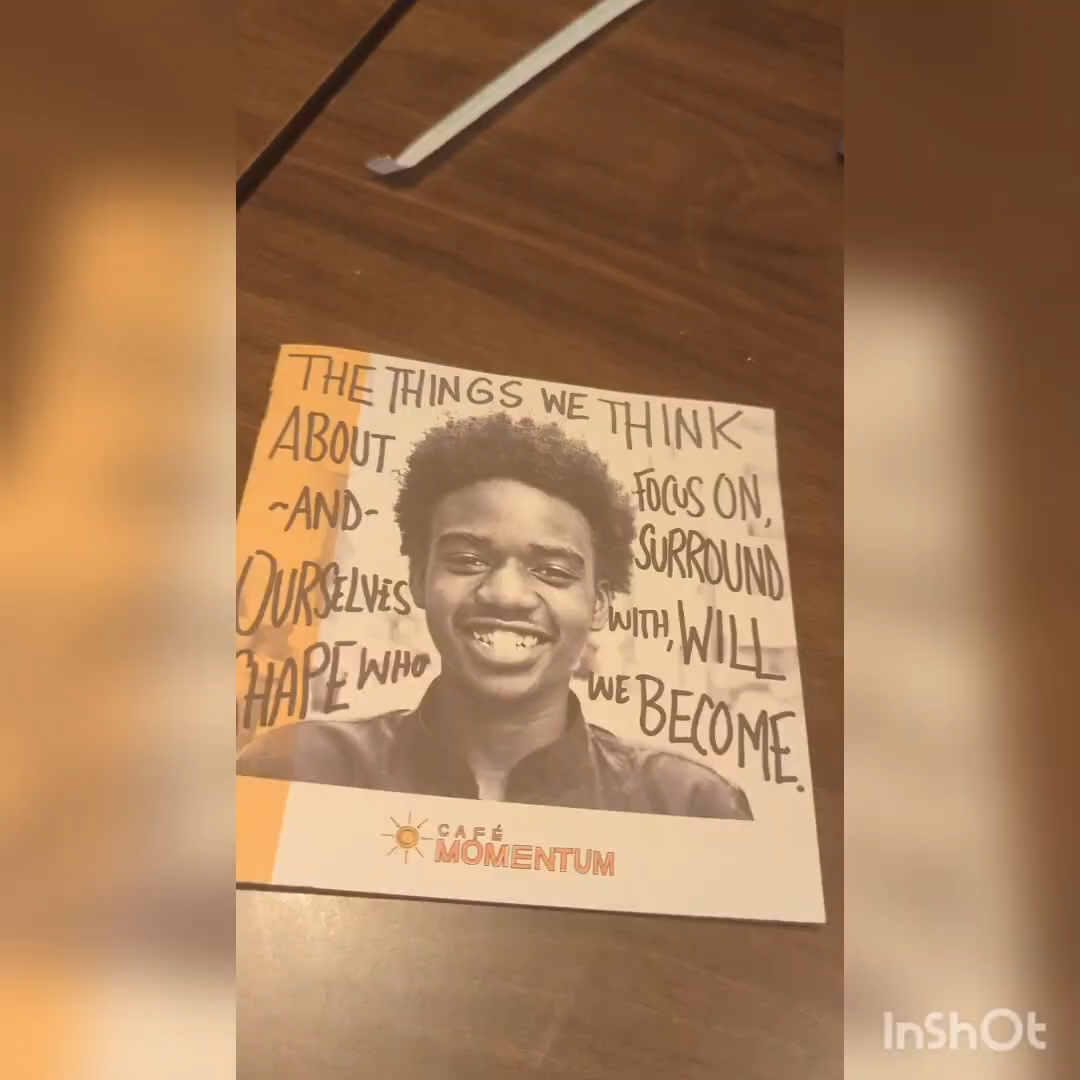 THE THINGS WE THINK
ABOUT FOCUS ON,
~AND~ SURROUND
OURSELVES WITH, WILL
SHAPE WHO WE BECOME.
CAFÉ
MOMENTUM
InShOt